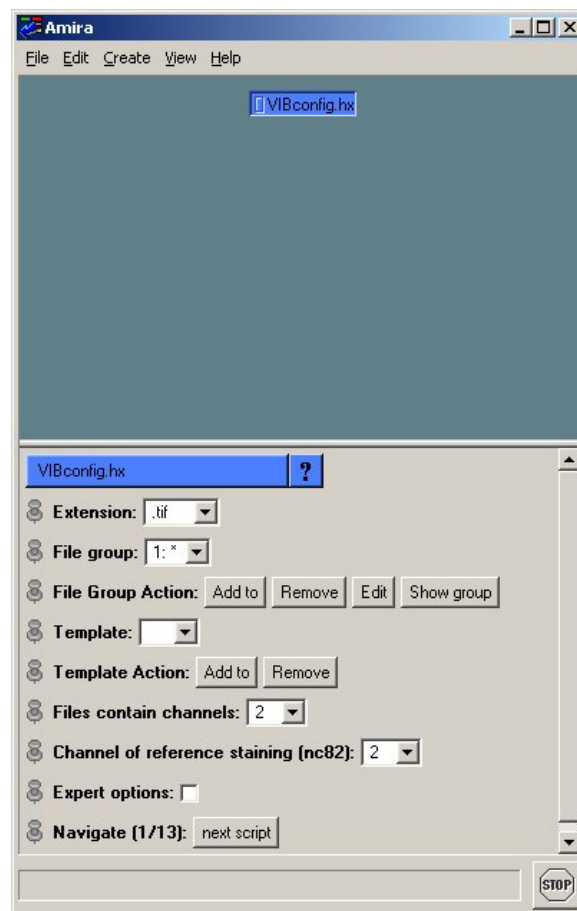 Amira
File Edit Create View Help
VIBconfig.hx
VIBconfig.hx ?
Extension: .tif
File group: 1: *
File Group Action: Add to Remove Edit Show group
Template:
Template Action: Add to Remove
Files contain channels: 2
Channel of reference staining (nc82): 2
Expert options:
Navigate (1/13): next script
STOP